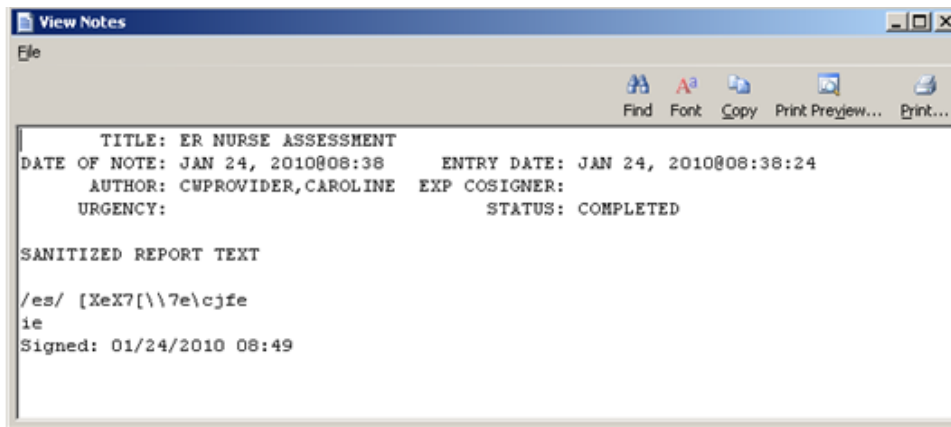 View Notes
File
Find Font Copy Print Preview... Print...
TITLE: ER NURSE ASSESSMENT
DATE OF NOTE: JAN 24, 2010@08:38 ENTRY DATE: JAN 24, 2010@08:38:24
AUTHOR: CWPROVIDER,CAROLINE EXP COSIGNER:
URGENCY: STATUS: COMPLETED
SANITIZED REPORT TEXT
/es/ [XeX7[\\7e\cjfe
ie
Signed: 01/24/2010 08:49